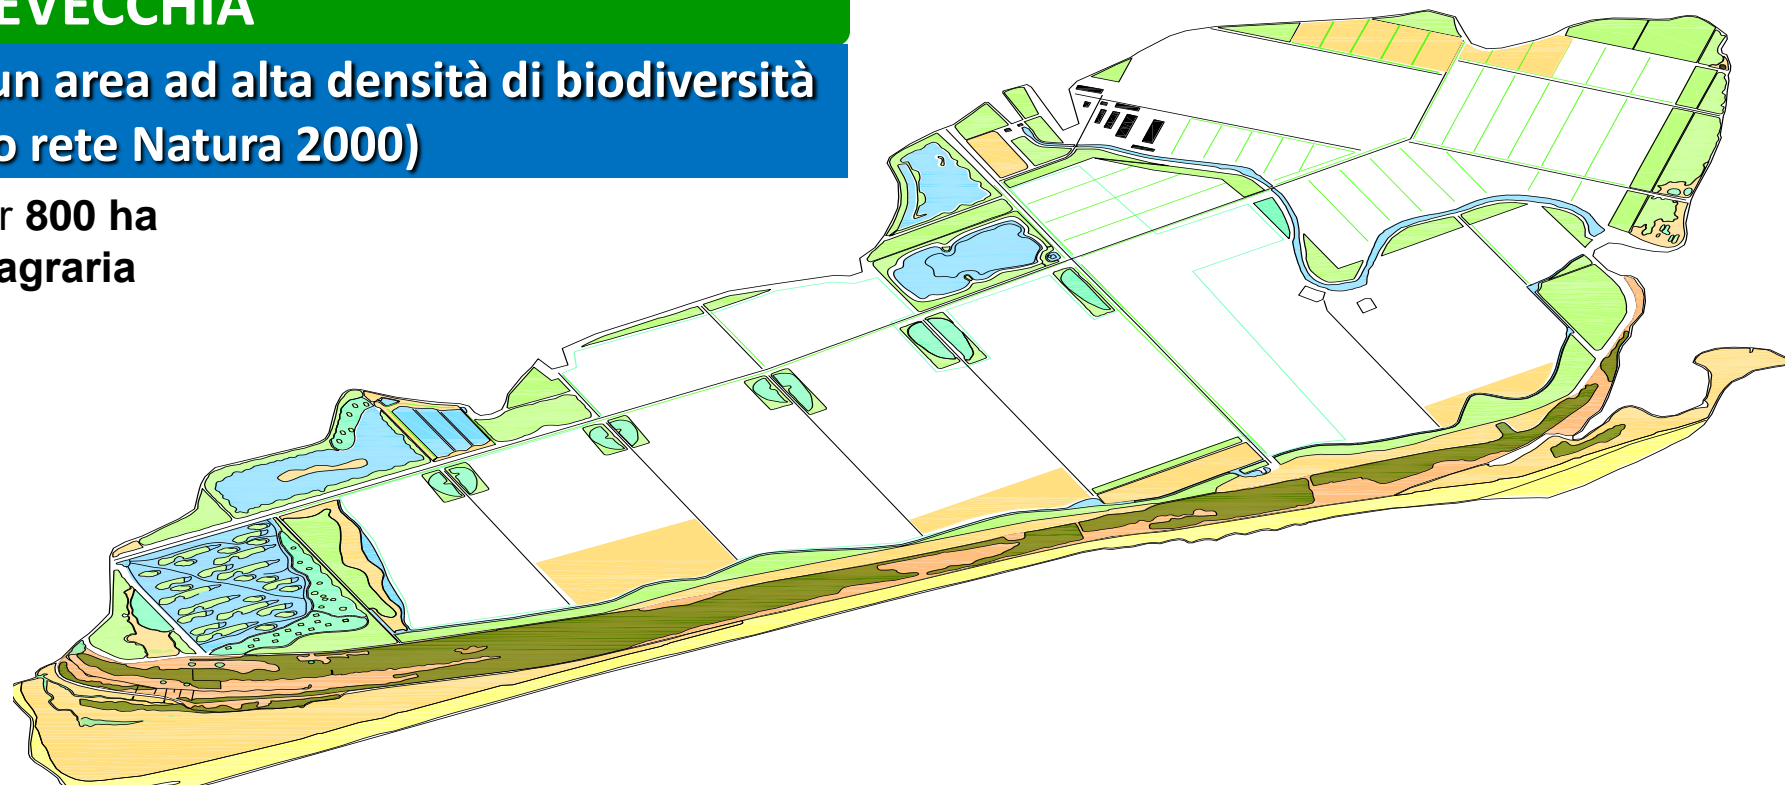 EVECCHIA
un area ad alta densità di biodiversità
o rete Natura 2000)
r 800 ha
agraria